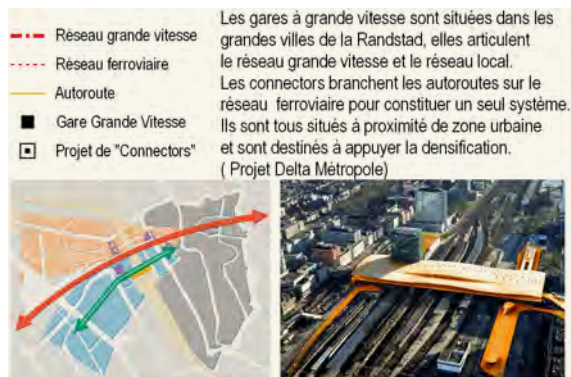 Réseau grande vitesse
Réseau ferroviaire
Autoroute
Gare Grande Vitesse
Projet de "Connectors"
Les gares à grande vitesse sont situées dans les
grandes villes de la Randstad, elles articulent
le réseau grande vitesse et le réseau local.
Les connectors branchent les autoroutes sur le
réseau ferroviaire pour constituer un seul système.
Ils sont tous situés à proximité de zone urbaine
et sont destinés à appuyer la densification.
( Projet Delta Métropole)